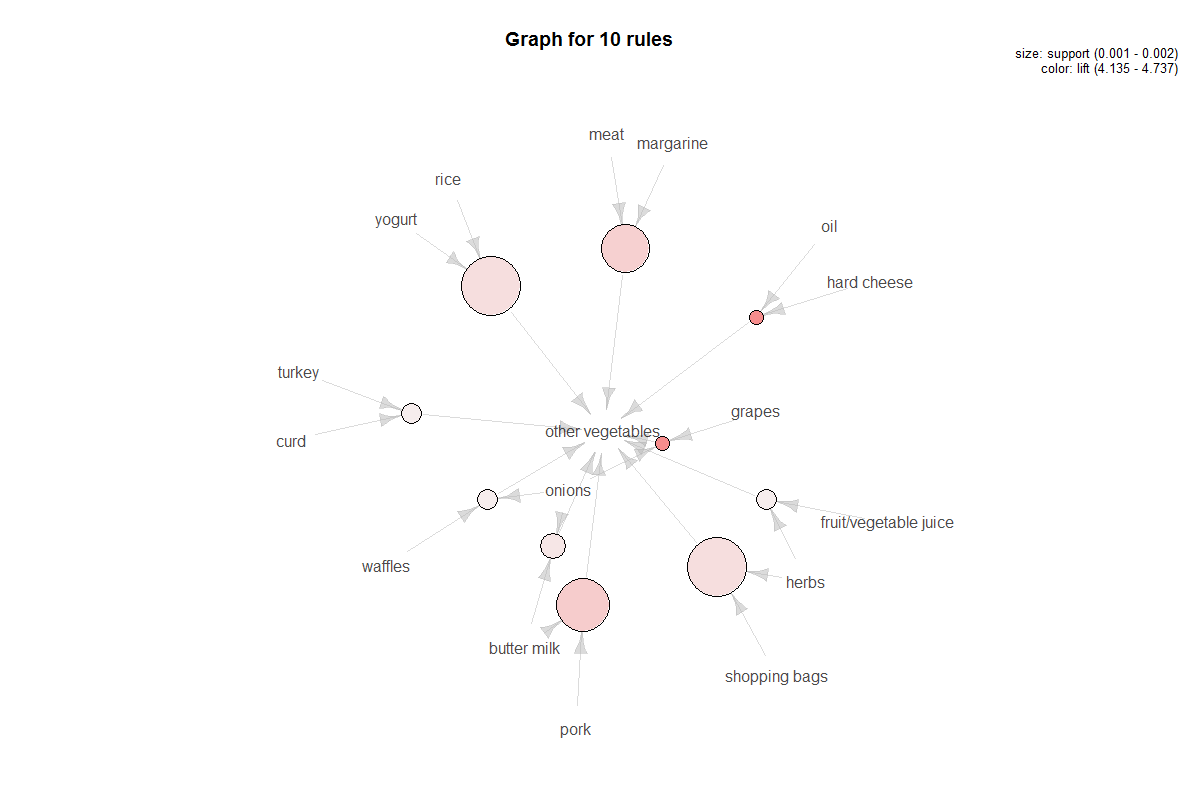 Graph for 10 rules
size: support (0.001 - 0.002)
color: lift (4.135 - 4.737)
meat
margarine
rice
yogurt
oil
hard cheese
turkey
grapes
other vegetables
curd
onions
fruit/vegetable juice
waffles
herbs
butter milk
shopping bags
pork